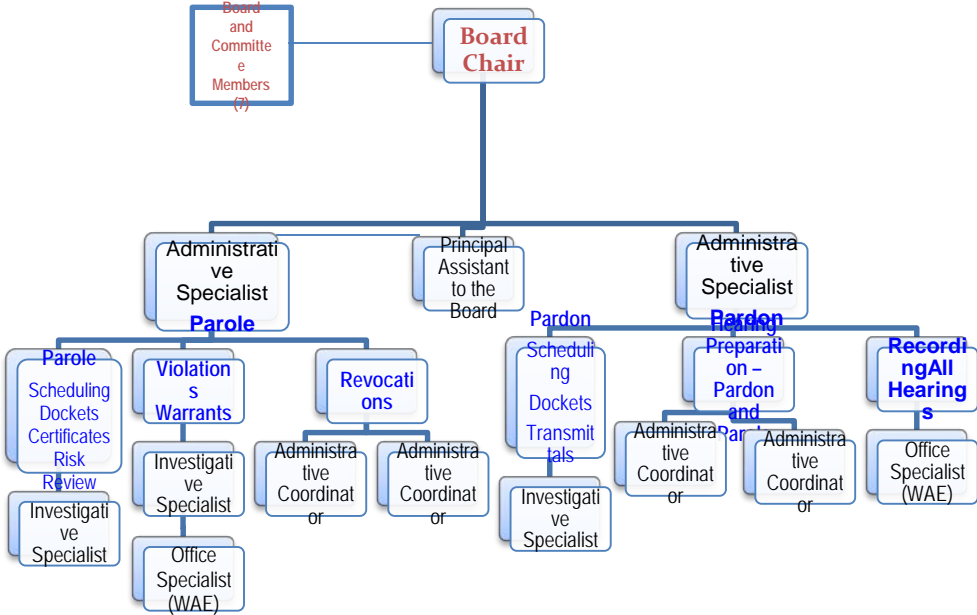 Board
and
Committe
e
Members
(7)
Board
Chair
Administrati
ve
Specialist
Parole
Principal
Assistant
to the
Board
Administra
tive
Specialist
Pardon
Parole
Scheduling
Dockets
Certificates
Risk
Review
Investigati
ve
Specialist
Violation
s
Warrants
Investigati
ve
Specialist
Office
Specialist
(WAE)
Revocati
ons
Administra
tive
Coordinat
or
Administra
tive
Coordinat
or
Pardon
Scheduli
ng
Dockets
Transmit
tals
Investigati
ve
Specialist
Hearing
Preparati
on –
Pardon
and
Parole
Administra
tive
Coordinat
or
Administra
tive
Coordinat
or
Recordi
ngAll
Hearing
s
Office
Specialist
(WAE)